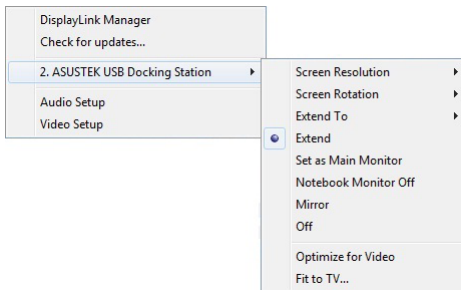 DisplayLink Manager
Check for updates...
2. ASUSTEK USB Docking Station
Audio Setup
Video Setup
Screen Resolution
Screen Rotation
Extend To
Extend
Set as Main Monitor
Notebook Monitor Off
Mirror
Off
Optimize for Video
Fit to TV...